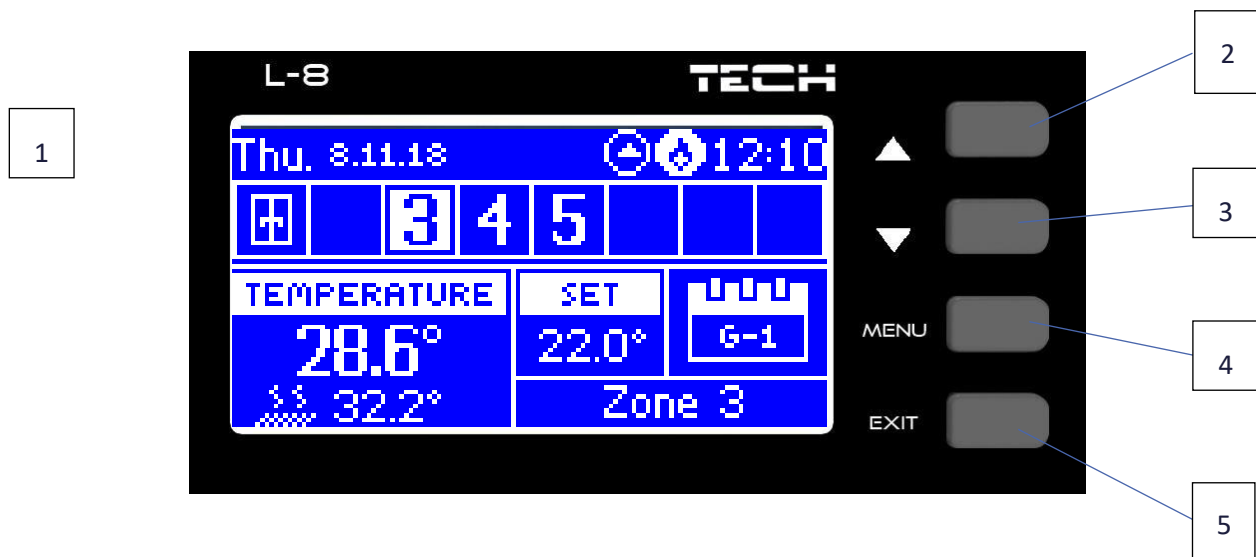 2
L-8 TECH
1
Thu. 8.11.18 12:10
3 4 5
3
TEMPERATURE SET
28.6° 22.0° G-1
MENU
4
32.2° Zone 3
EXIT
5